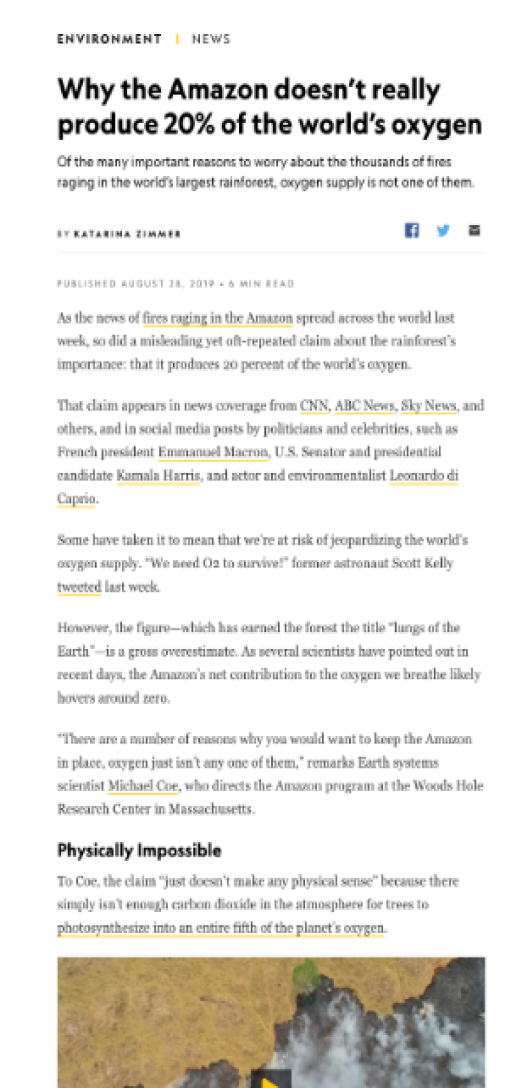 ENVIRONMENT | NEWS
Why the Amazon doesn't really
produce 20% of the world's oxygen
Of the many important reasons to worry about the thousands of fires
raging in the world's largest rainforest, oxygen supply is not one of them.
BY KATARINA ZIMMER
PUBLISHED AUGUST 28, 2019 • 6 MIN READ
As the news of fires raging in the Amazon spread across the world last
week, so did a misleading yet oft-repeated claim about the rainforest's
importance: that it produces 20 percent of the world's oxygen.
That claim appears in news coverage from CNN, ABC News, Sky News, and
others, and in social media posts by politicians and celebrities, such as
French president Emmanuel Macron, U.S. Senator and presidential
candidate Kamala Harris, and actor and environmentalist Leonardo di
Caprio.
Some have taken it to mean that we're at risk of jeopardizing the world's
oxygen supply. "We need O2 to survive!" former astronaut Scott Kelly
tweeted last week.
However, the figure—which has earned the forest the title "lungs of the
Earth"—is a gross overestimate. As several scientists have pointed out in
recent days, the Amazon's net contribution to the oxygen we breathe likely
hovers around zero.
"There are a number of reasons why you would want to keep the Amazon
in place, oxygen just isn't any one of them," remarks Earth systems
scientist Michael Coe, who directs the Amazon program at the Woods Hole
Research Center in Massachusetts.
Physically Impossible
To Coe, the claim "just doesn't make any physical sense" because there
simply isn't enough carbon dioxide in the atmosphere for trees to
photosynthesize into an entire fifth of the planet's oxygen.